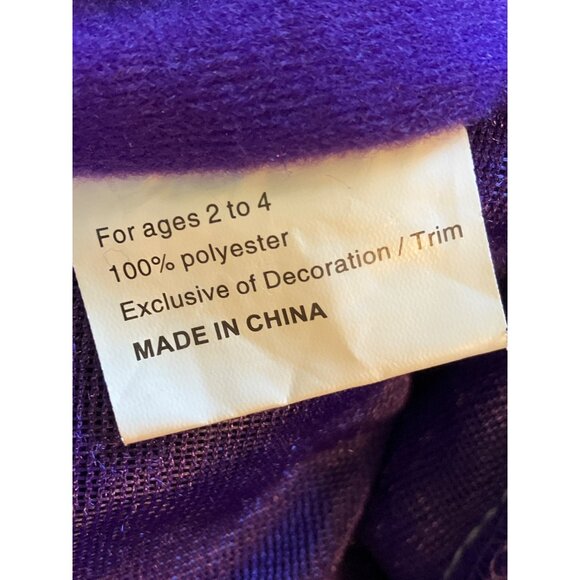 For ages 2 to 4
100% polyester
Exclusive of Decoration / Trim
MADE IN CHINA